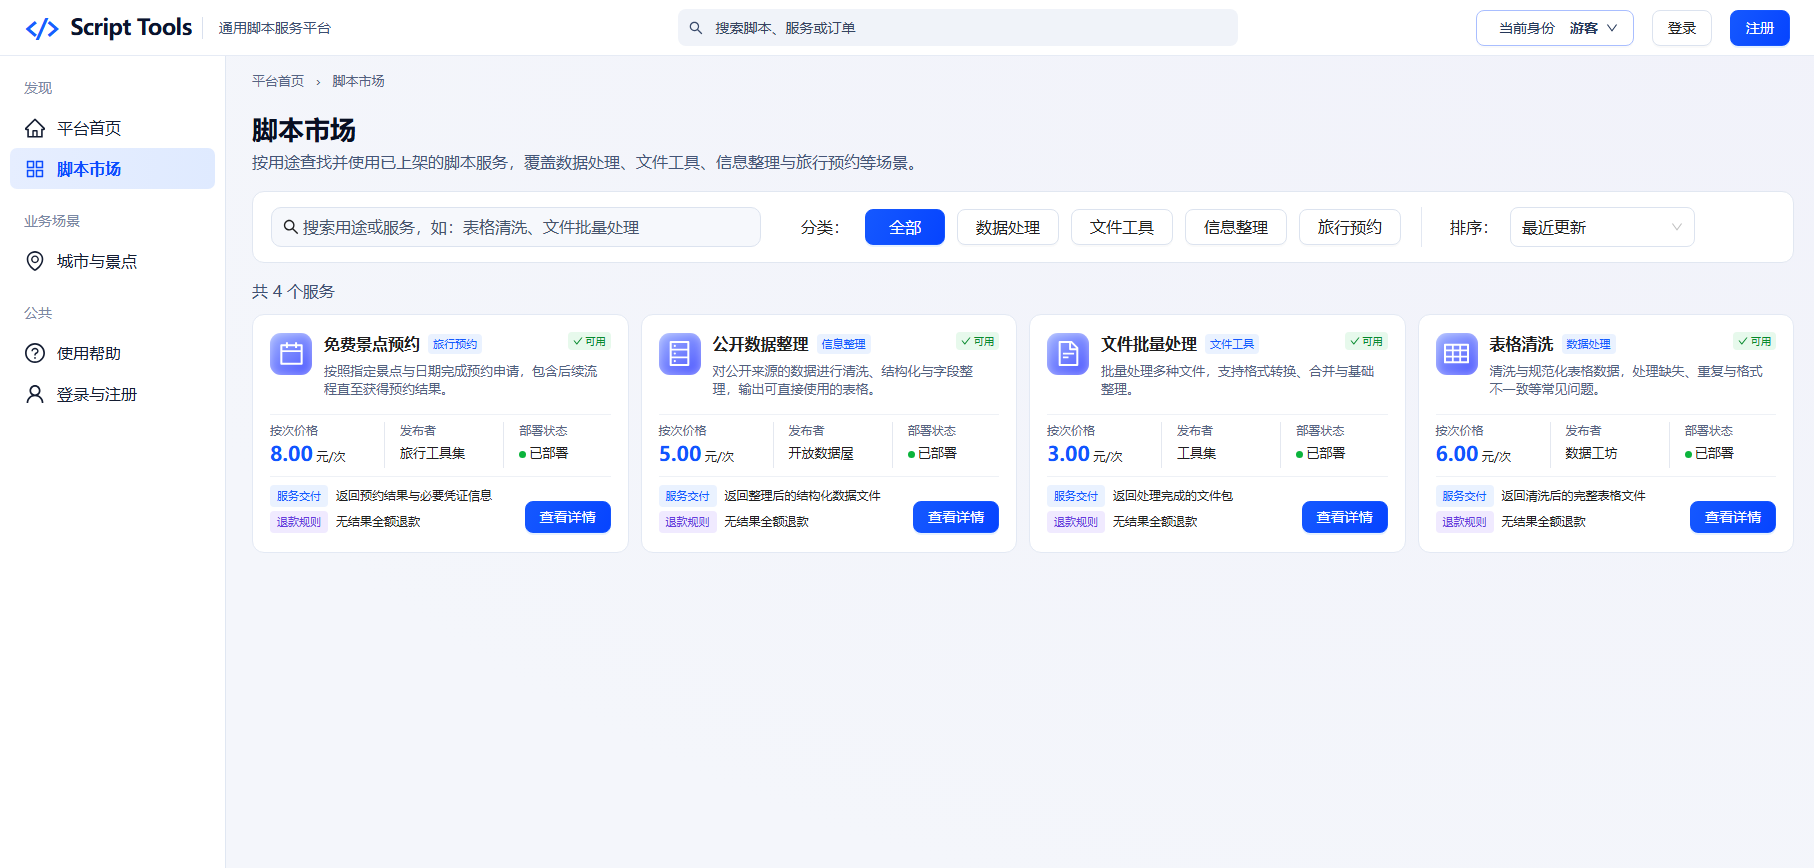 </> Script Tools 通用脚本服务平台
搜索脚本、服务或订单
当前身份 游客
登录
注册
发现
平台首页
脚本市场
业务场景
城市与景点
公共
使用帮助
登录与注册
平台首页 › 脚本市场
脚本市场
按用途查找并使用已上架的脚本服务，覆盖数据处理、文件工具、信息整理与旅行预约等场景。
搜索用途或服务，如：表格清洗、文件批量处理
分类： 全部 数据处理 文件工具 信息整理 旅行预约
排序： 最近更新
共 4 个服务
免费景点预约 旅行预约 可用
按照指定景点与日期完成预约申请，包含后续流
程直至获得预约结果。
按次价格 发布者 部署状态
8.00 元/次 旅行工具集 已部署
服务交付 返回预约结果与必要凭证信息
退款规则 无结果全额退款
查看详情
公开数据整理 信息整理 可用
对公开来源的数据进行清洗、结构化与字段整
理，输出可直接使用的表格。
按次价格 发布者 部署状态
5.00 元/次 开放数据屋 已部署
服务交付 返回整理后的结构化数据文件
退款规则 无结果全额退款
查看详情
文件批量处理 文件工具 可用
批量处理多种文件，支持格式转换、合并与基础
整理。
按次价格 发布者 部署状态
3.00 元/次 工具集 已部署
服务交付 返回处理完成的文件包
退款规则 无结果全额退款
查看详情
表格清洗 数据处理 可用
清洗与规范化表格数据，处理缺失、重复与格式
不一致等常见问题。
按次价格 发布者 部署状态
6.00 元/次 数据工坊 已部署
服务交付 返回清洗后的完整表格文件
退款规则 无结果全额退款
查看详情